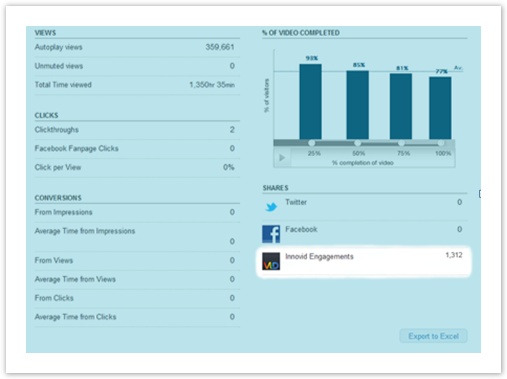 VIEWS
Autoplay views 359,661
Unmuted views 0
Total Time viewed 1,350hr 35min
CLICKS
Clickthroughs 2
Facebook Fanpage Clicks 0
Click per View 0%
CONVERSIONS
From Impressions 0
Average Time from Impressions
0
From Views 0
Average Time from Views 0
From Clicks 0
Average Time from Clicks 0
% OF VIDEO COMPLETED
93% 85% 81% 77% Av.
% of visitors
25% 50% 75% 100%
% completion of video
SHARES
Twitter 0
Facebook 0
Innovid Engagements 1,312
Export to Excel